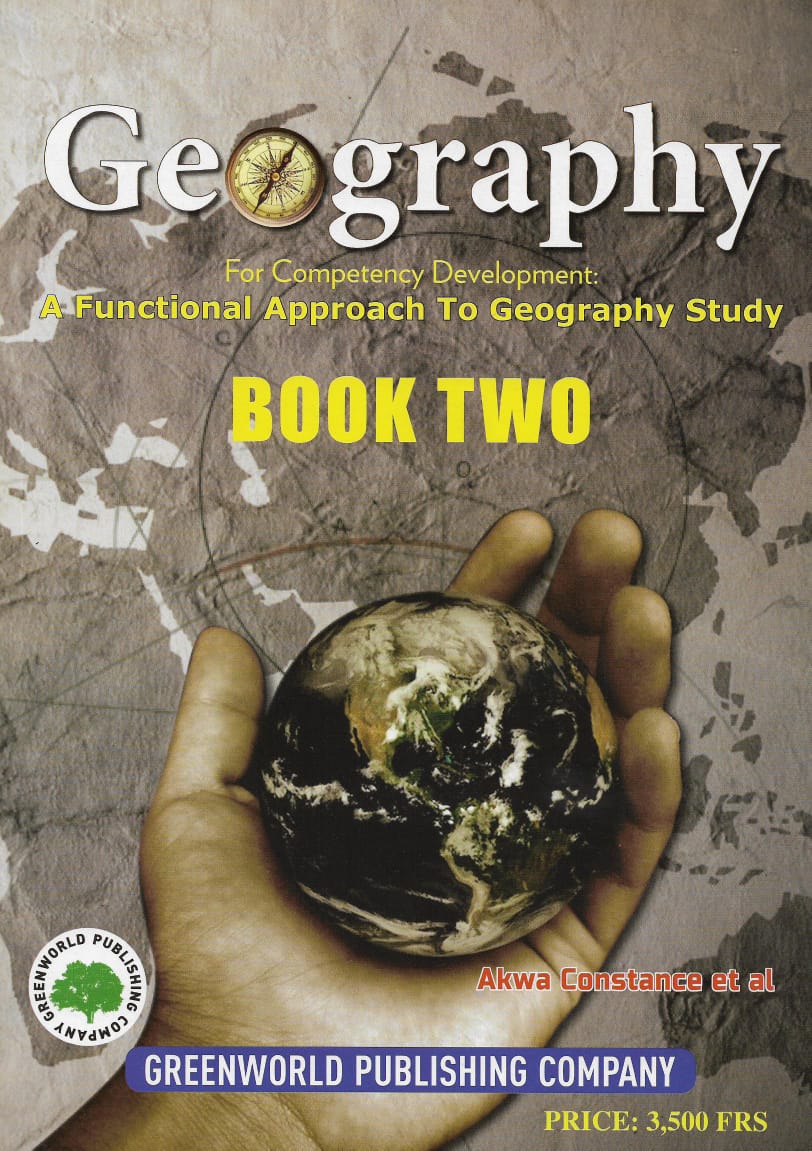 Geography
For Competency Development:
A Functional Approach To Geography Study
BOOK TWO
Akwa Constance et al
GREENWORLD PUBLISHING COMPANY
GREENWORLD PUBLISHING COMPANY
PRICE: 3,500 FRS